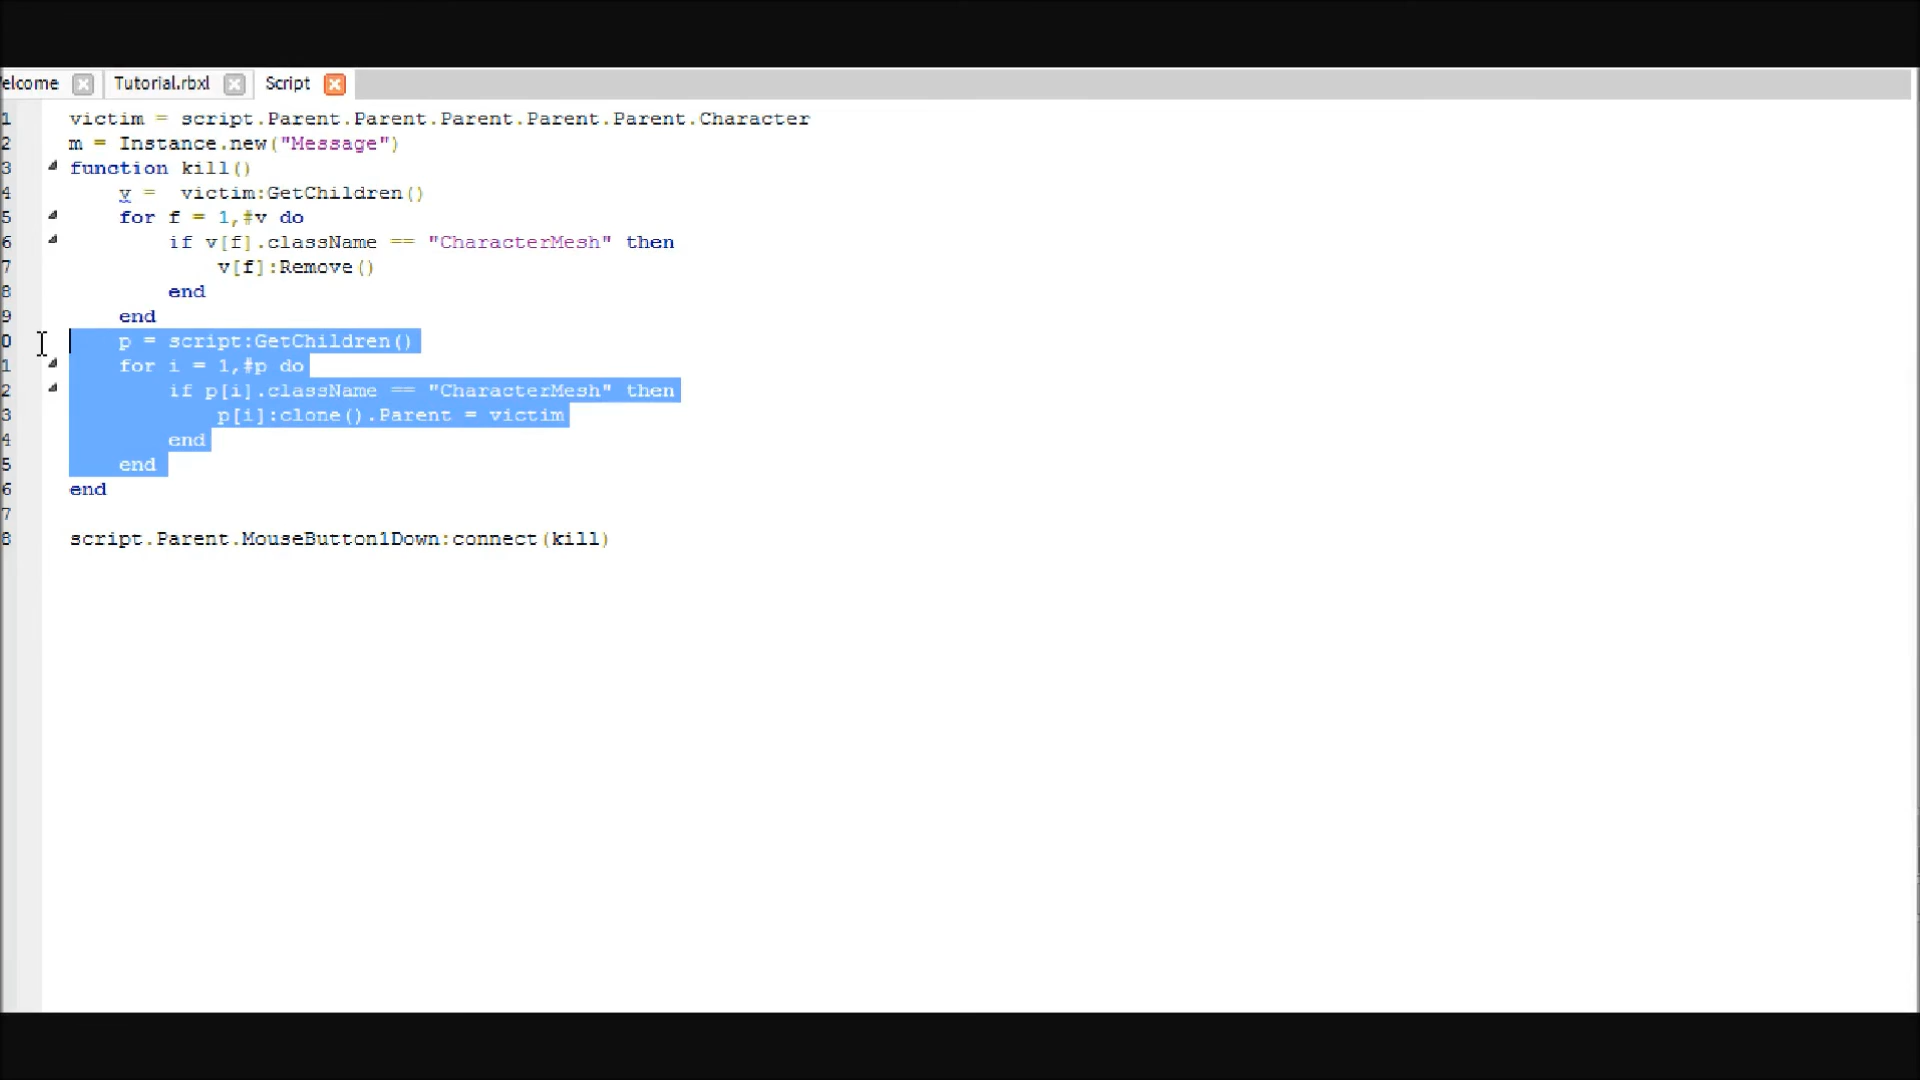 elcome Tutorial.rbxl Script
1 victim = script.Parent.Parent.Parent.Parent.Parent.Character
2 m = Instance.new("Message")
3 function kill()
4 v = victim:GetChildren()
5 for f = 1,#v do
6 if v[f].className == "CharacterMesh" then
7 v[f]:Remove()
8 end
9 end
0 p = script:GetChildren()
1 for i = 1,#p do
2 if p[i].className == "CharacterMesh" then
3 p[i]:clone().Parent = victim
4 end
5 end
6 end
7
8 script.Parent.MouseButton1Down:connect(kill)